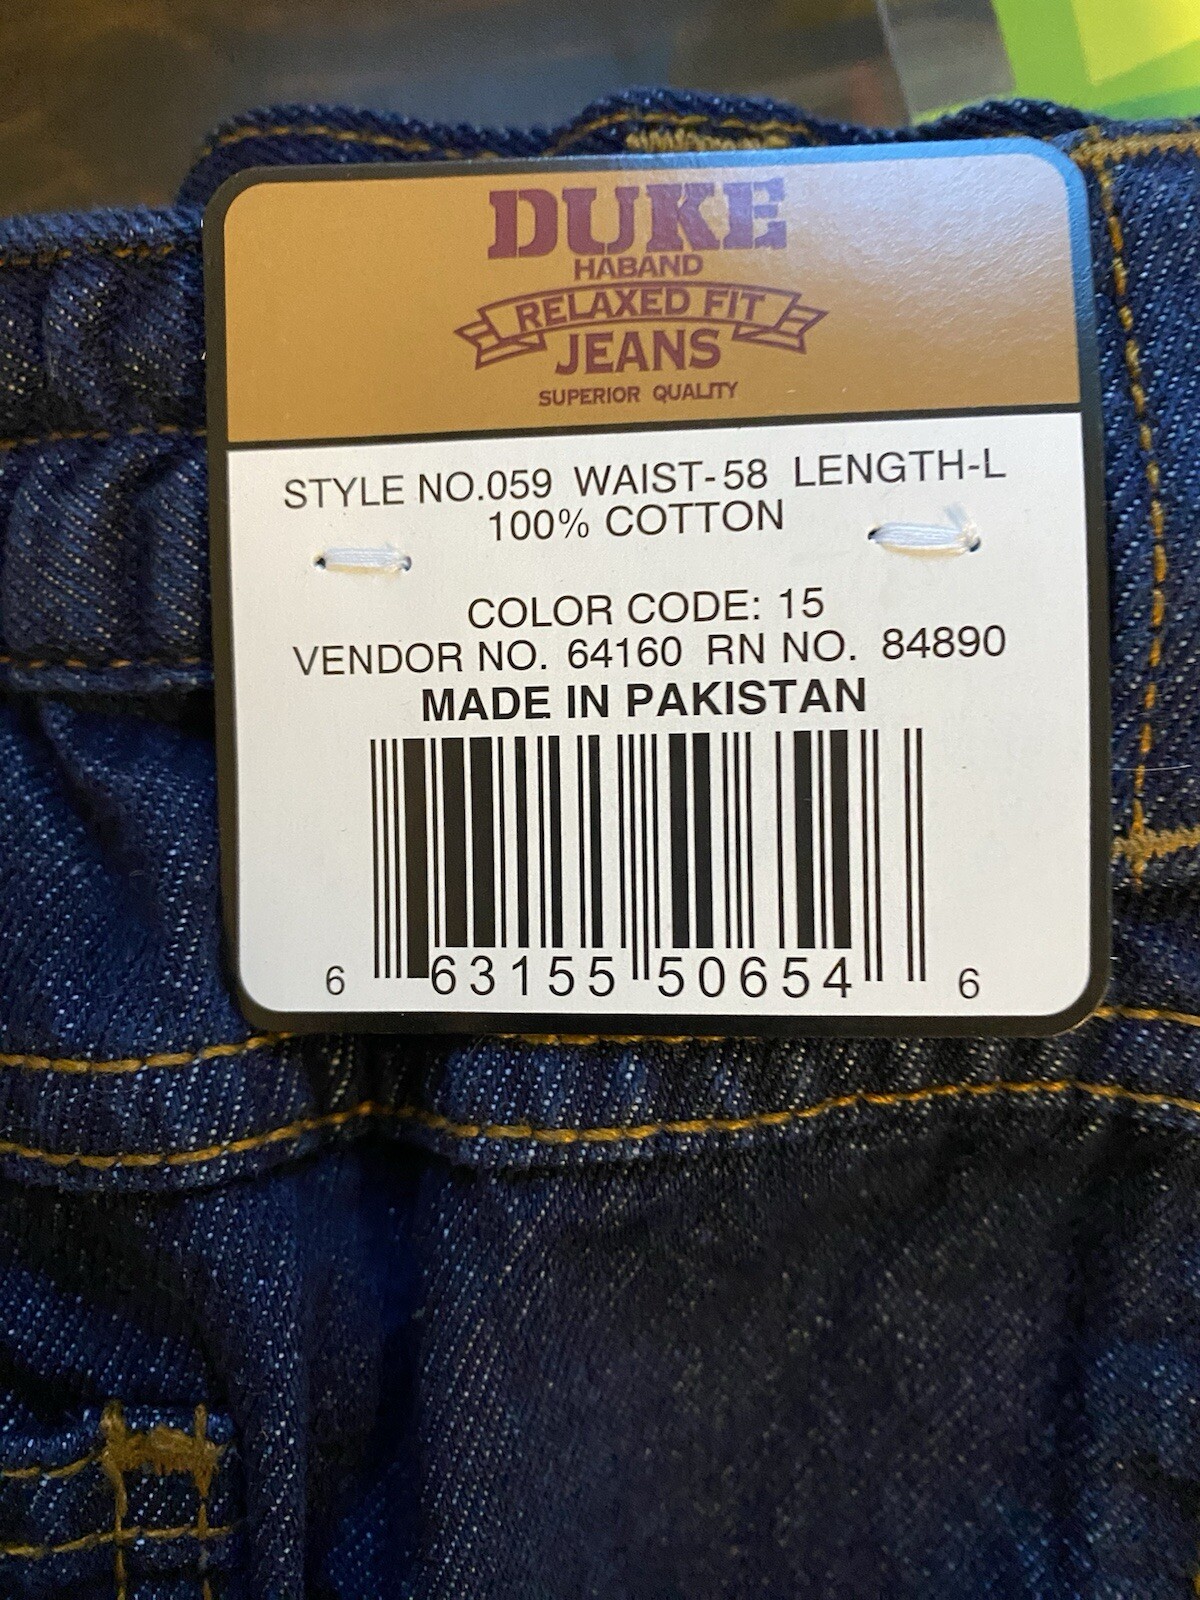 DUKE
HABAND
RELAXED FIT
JEANS
SUPERIOR QUALITY
STYLE NO.059 WAIST-58 LENGTH-L
100% COTTON
COLOR CODE: 15
VENDOR NO. 64160 RN NO. 84890
MADE IN PAKISTAN
6 63155 50654 6